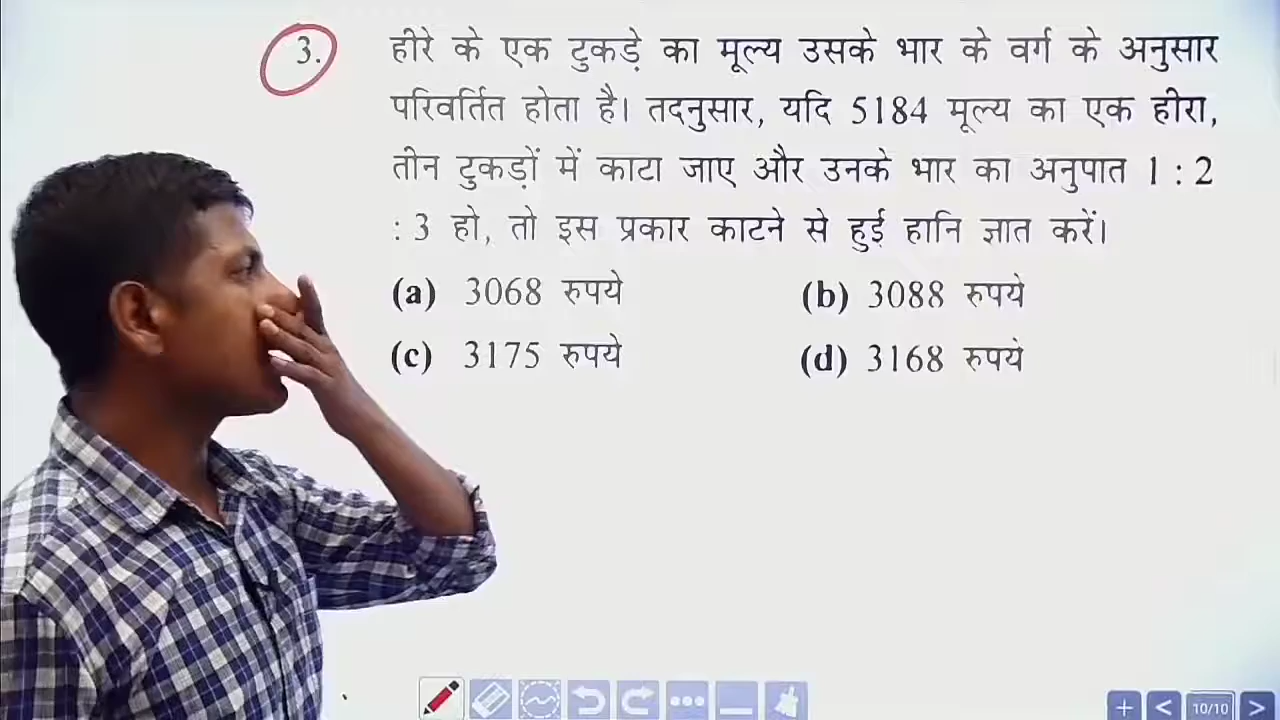 3. हीरे के एक टुकड़े का मूल्य उसके भार के वर्ग के अनुसार
परिवर्तित होता है। तदनुसार, यदि 5184 मूल्य का एक हीरा,
तीन टुकड़ों में काटा जाए और उनके भार का अनुपात 1 : 2
: 3 हो, तो इस प्रकार काटने से हुई हानि ज्ञात करें।
(a) 3068 रुपये (b) 3088 रुपये
(c) 3175 रुपये (d) 3168 रुपये
10/10